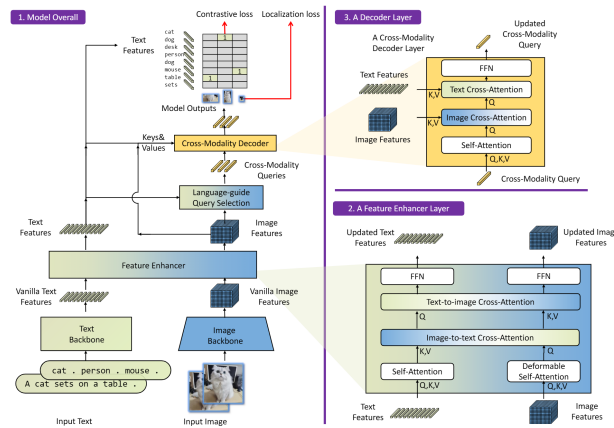 1. Model Overall
Contrastive loss
Localization loss
Text
Features
cat
dog
desk
person
dog
mouse
table
sets
1
1
1
Model Outputs
Keys&
Values
Cross-Modality Decoder
Cross-Modality
Queries
Language-guide
Query Selection
Text
Features
Image
Features
Feature Enhancer
Vanilla Text
Features
Vanilla Image
Features
Text
Backbone
Image
Backbone
cat . person . mouse .
A cat sets on a table .
Input Text
Input Image
3. A Decoder Layer
Updated
Cross-Modality
Query
A Cross-Modality
Decoder Layer
FFN
Text Features
Text Cross-Attention
K,V
Q
Image Cross-Attention
K,V
Q
Image Features
Self-Attention
Q,K,V
Cross-Modality Query
2. A Feature Enhancer Layer
Updated Text
Features
Updated Image
Features
FFN
FFN
Text-to-image Cross-Attention
Q
K,V
Image-to-text Cross-Attention
K,V
Q
Self-Attention
Deformable
Self-Attention
Q,K,V
Q,K,V
Text
Features
Image
Features